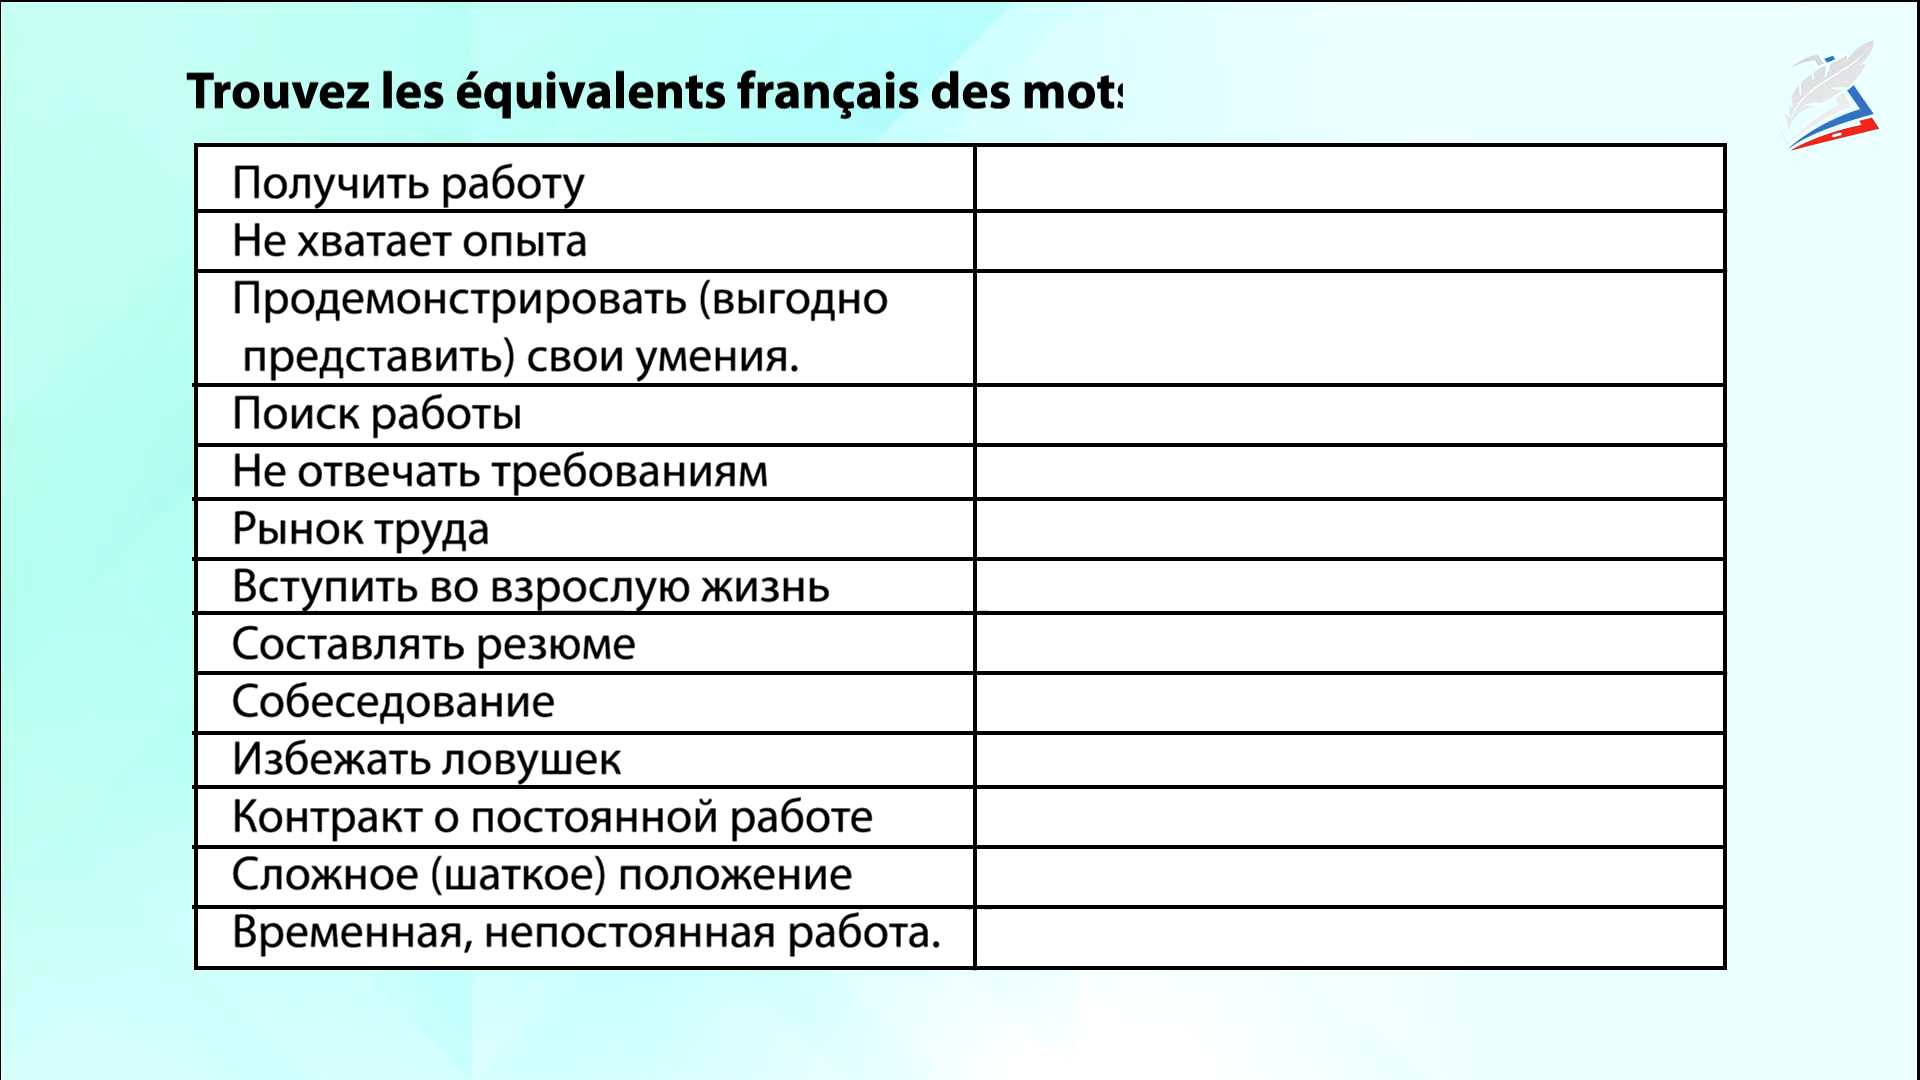 Trouvez les équivalents français des mots
Получить работу
Не хватает опыта
Продемонстрировать (выгодно
представить) свои умения.
Поиск работы
Не отвечать требованиям
Рынок труда
Вступить во взрослую жизнь
Составлять резюме
Собеседование
Избежать ловушек
Контракт о постоянной работе
Сложное (шаткое) положение
Временная, непостоянная работа.